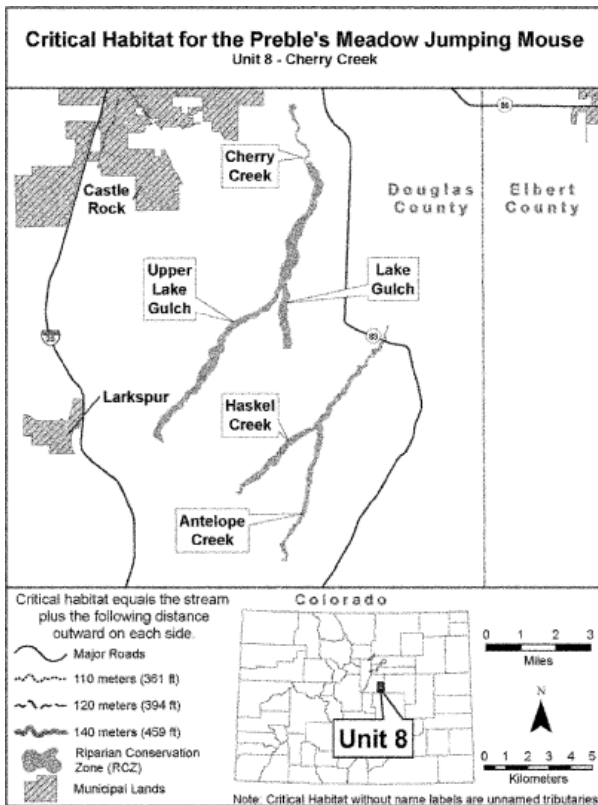 Critical Habitat for the Preble's Meadow Jumping Mouse
Unit 8 - Cherry Creek
86
Cherry
Creek
Castle
Rock
Douglas
County
Elbert
County
Upper
Lake
Gulch
Lake
Gulch
83
Larkspur
Haskel
Creek
Antelope
Creek
Critical habitat equals the stream
plus the following distance
outward on each side.
Major Roads
110 meters (361 ft)
120 meters (394 ft)
140 meters (459 ft)
Riparian Conservation
Zone (RCZ)
Municipal Lands
Colorado
Unit 8
0 1 2 3
Miles
N
0 1 2 3 4 5
Kilometers
Note: Critical Habitat without name labels are unnamed tributaries